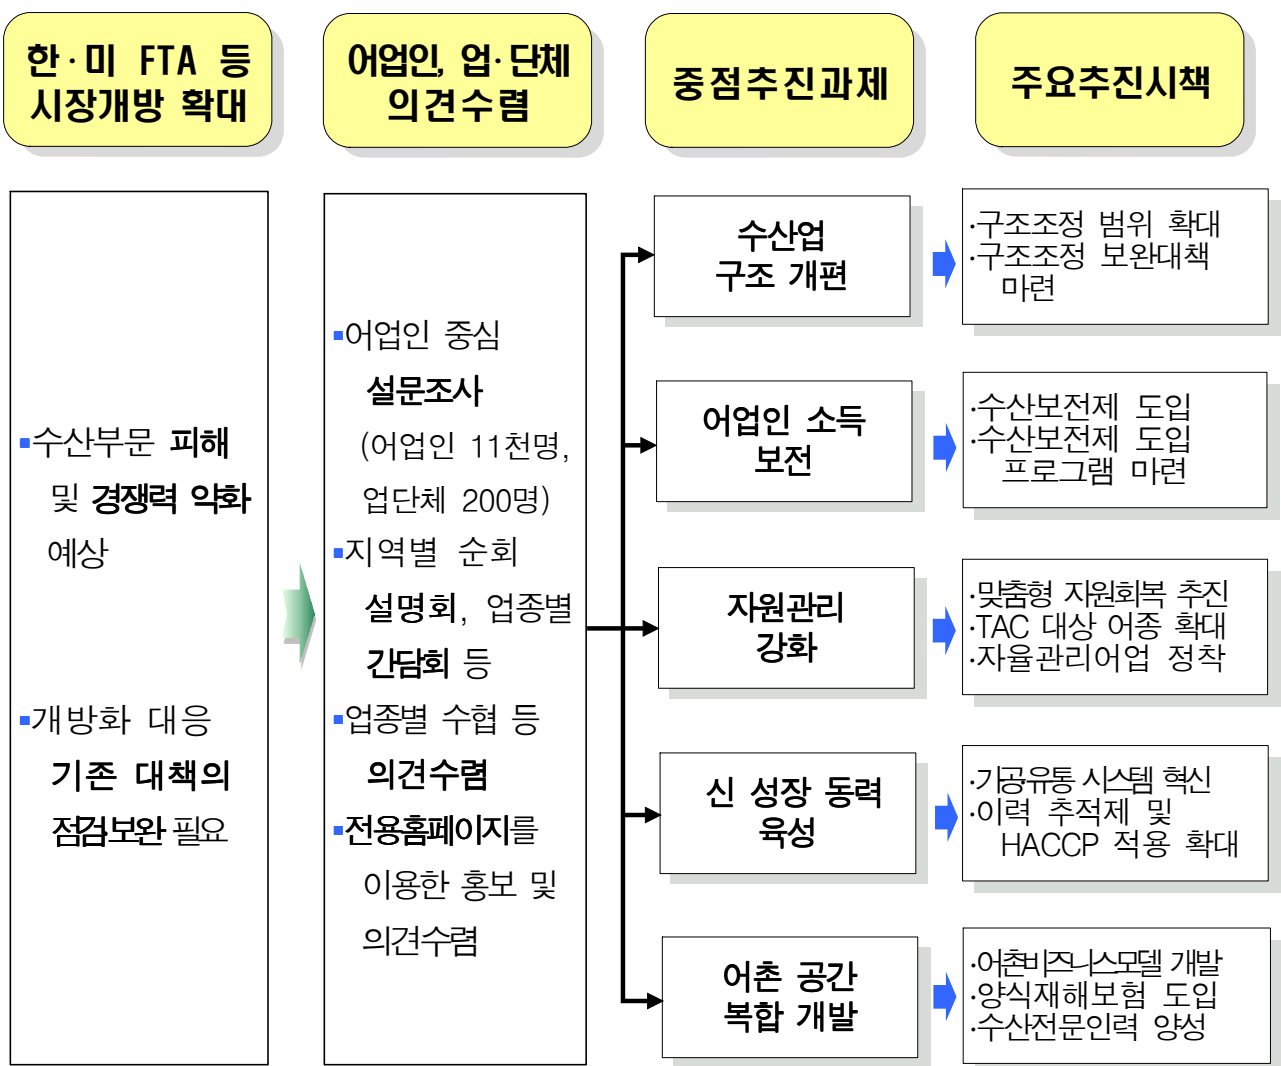 한·미 FTA 등
시장개방 확대
어업인, 업·단체
의견수렴
중점추진과제
주요추진시책
▪수산부문 피해
및 경쟁력 약화
예상
▪개방화 대응
기존 대책의
점검·보완 필요
▪어업인 중심
설문조사
(어업인 11천명,
업단체 200명)
▪지역별 순회
설명회, 업종별
간담회 등
▪업종별 수협 등
의견수렴
▪전용홈페이지를
이용한 홍보 및
의견수렴
수산업
구조 개편
·구조조정 범위 확대
·구조조정 보완대책
마련
어업인 소득
보전
·수산보전제 도입
·수산보전제 도입
프로그램 마련
자원관리
강화
·맞춤형 자원회복 추진
·TAC 대상 어종 확대
·자율관리어업 정착
신 성장 동력
육성
·가공·유통 시스템 혁신
·이력 추적제 및
HACCP 적용 확대
어촌 공간
복합 개발
·어촌비즈니스모델 개발
·양식재해보험 도입
·수산전문인력 양성